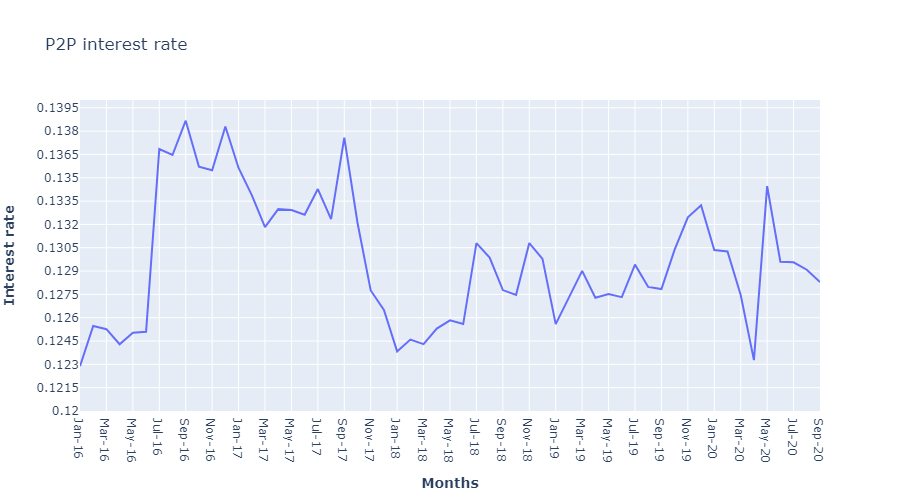 P2P interest rate
Interest rate
0.1395
0.138
0.1365
0.135
0.1335
0.132
0.1305
0.129
0.1275
0.126
0.1245
0.123
0.1215
0.12
Jan-16
Mar-16
May-16
Jul-16
Sep-16
Nov-16
Jan-17
Mar-17
May-17
Jul-17
Sep-17
Nov-17
Jan-18
Mar-18
May-18
Jul-18
Sep-18
Nov-18
Jan-19
Mar-19
May-19
Jul-19
Sep-19
Nov-19
Jan-20
Mar-20
May-20
Jul-20
Sep-20
Months